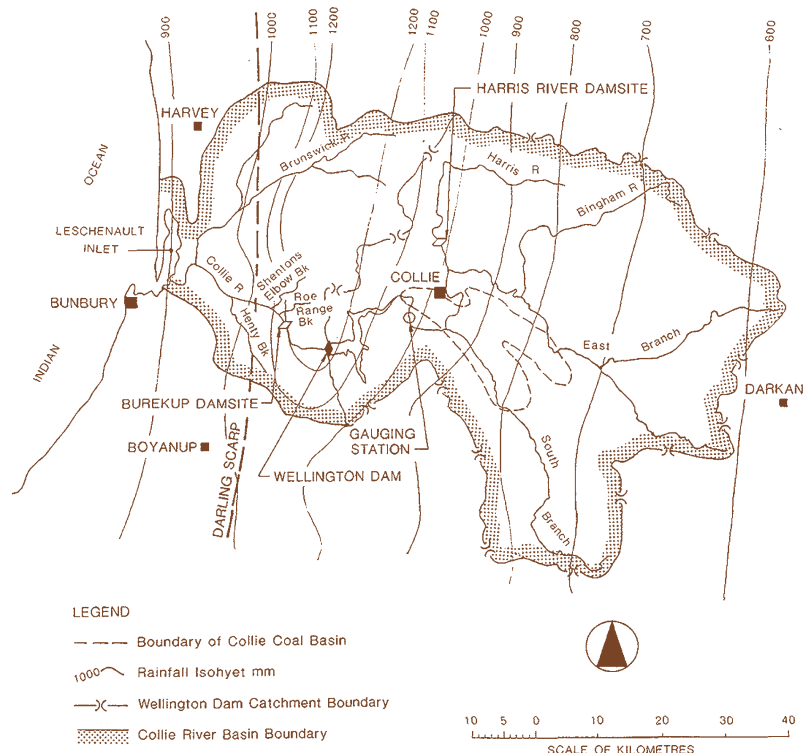 900
1000
1100
1200
1200
1100
1000
900
800
700
600
HARRIS RIVER DAMSITE
HARVEY
OCEAN
Brunswick R
Harris R
Bingham R
LESCHENAULT
INLET
Collie R
Shentons
Elbow Bk
COLLIE
BUNBURY
Roe
Range
Bk
Henty Bk
East Branch
INDIAN
DARKAN
BUREKUP DAMSITE
GAUGING
STATION
BOYANUP
WELLINGTON DAM
South
Branch
DARLING SCARP
LEGEND
Boundary of Collie Coal Basin
1000 Rainfall Isohyet mm
Wellington Dam Catchment Boundary
Collie River Basin Boundary
10 5 0 10 20 30 40
SCALE OF KILOMETRES